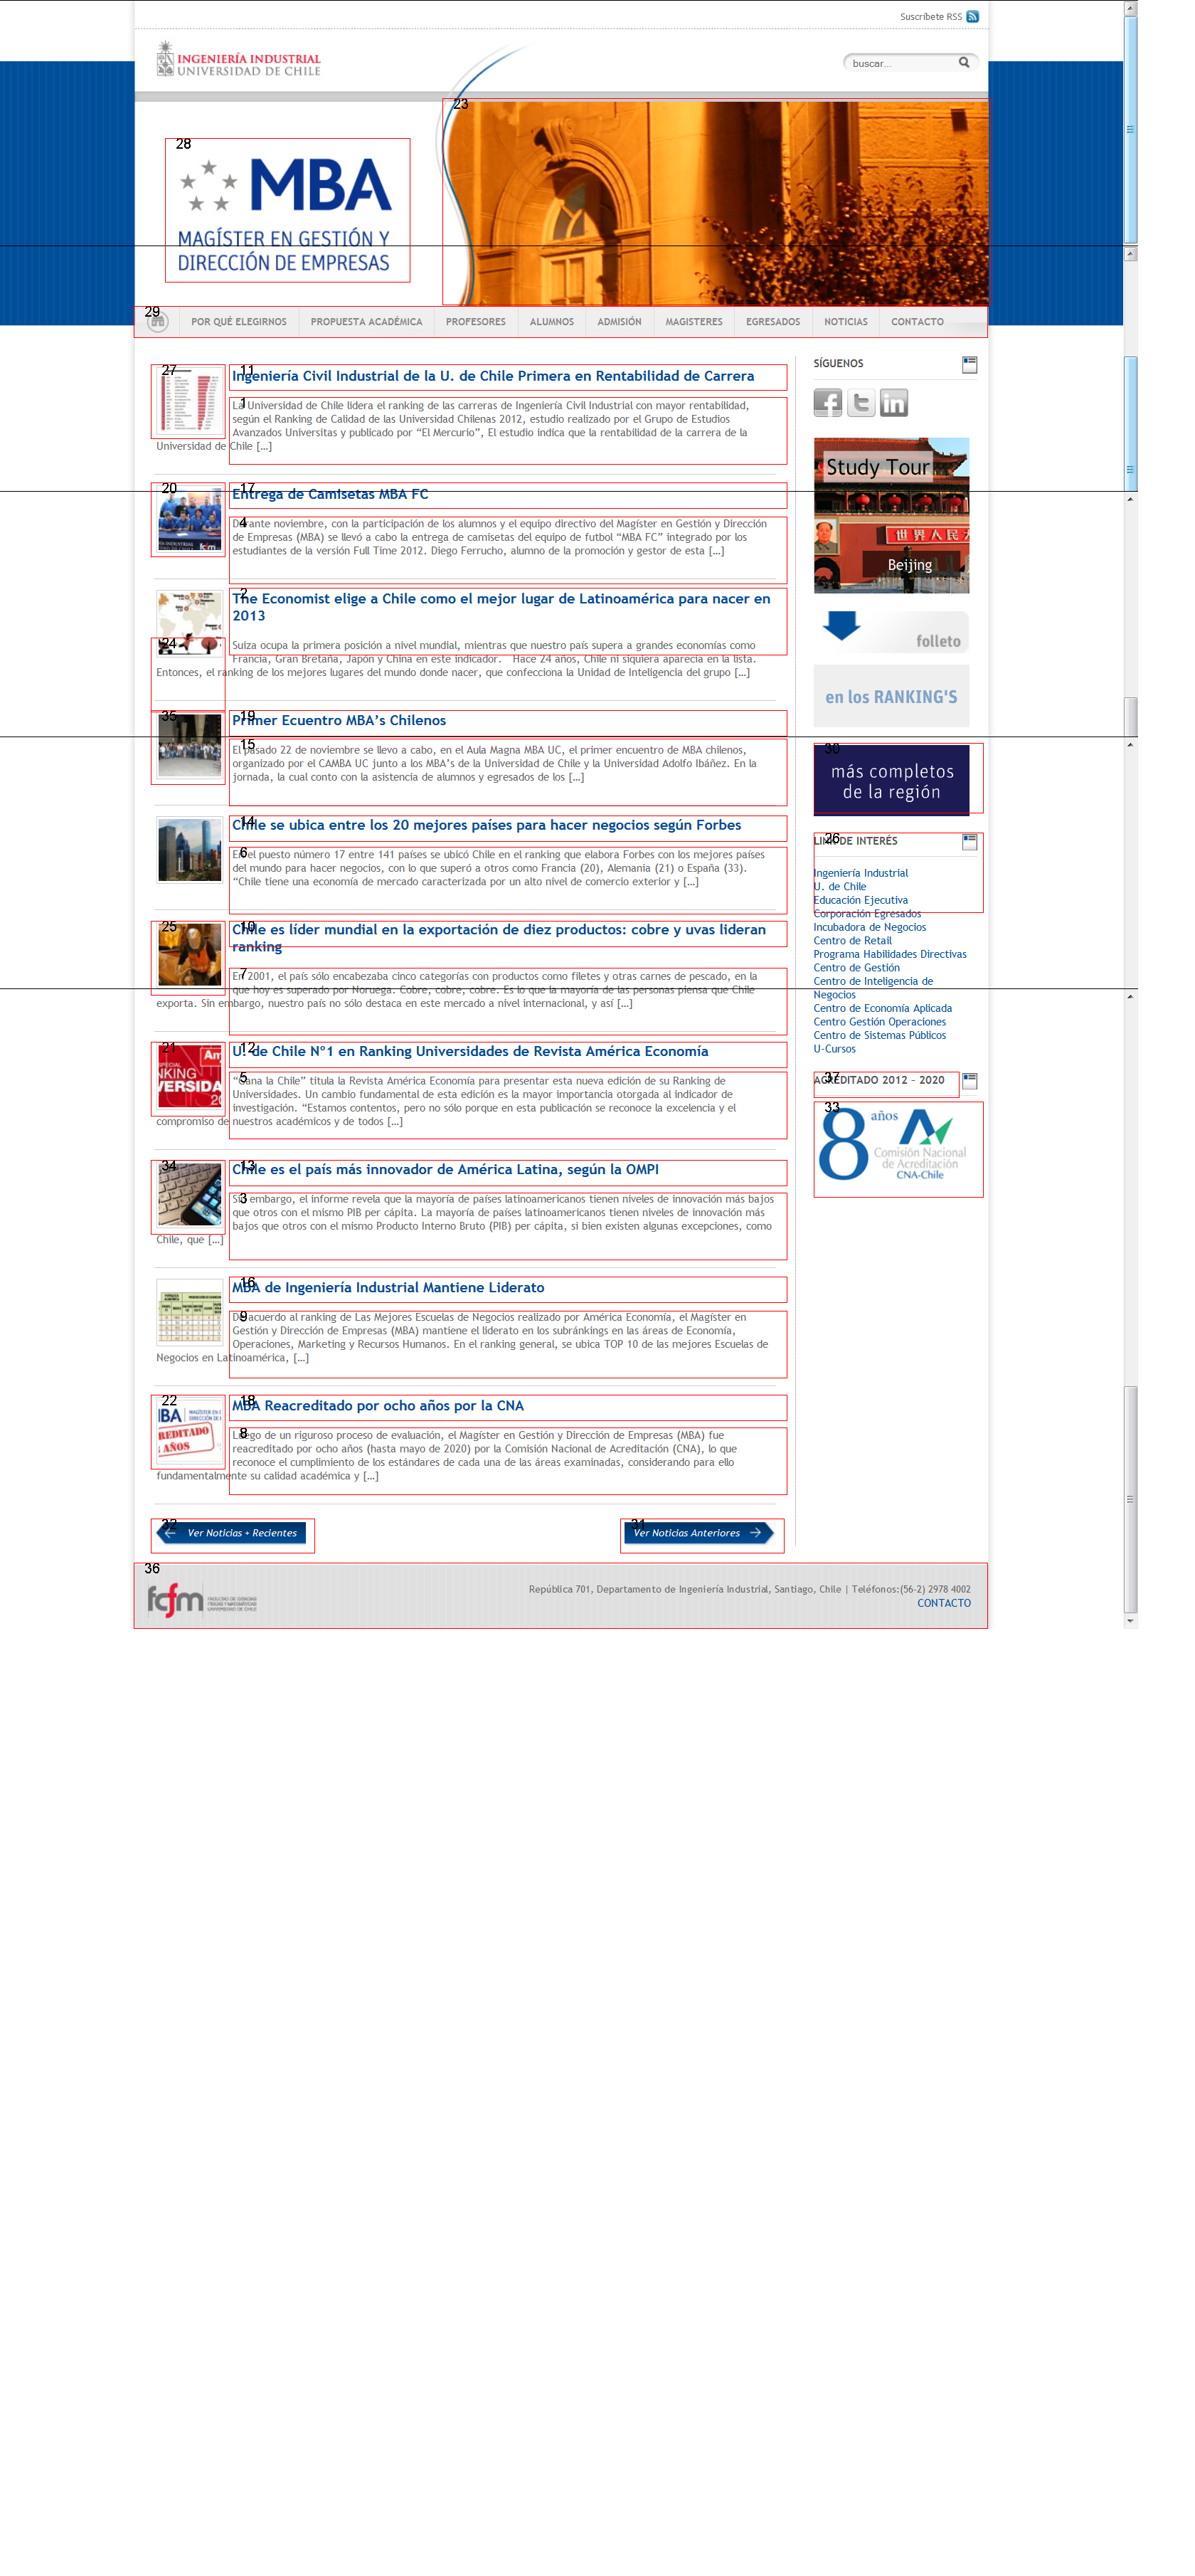 Suscríbete RSS
INGENIERÍA INDUSTRIAL
UNIVERSIDAD DE CHILE
buscar...
23
28
MBA
MAGÍSTER EN GESTIÓN Y
DIRECCIÓN DE EMPRESAS
29
POR QUÉ ELEGIRNOS PROPUESTA ACADÉMICA PROFESORES ALUMNOS ADMISIÓN MAGISTERES EGRESADOS NOTICIAS CONTACTO
27
11
Ingeniería Civil Industrial de la U. de Chile Primera en Rentabilidad de Carrera
1
La Universidad de Chile lidera el ranking de las carreras de Ingeniería Civil Industrial con mayor rentabilidad,
según el Ranking de Calidad de las Universidad Chilenas 2012, estudio realizado por el Grupo de Estudios
Avanzados Universitas y publicado por “El Mercurio”, El estudio indica que la rentabilidad de la carrera de la
Universidad de Chile [...]
20
17
Entrega de Camisetas MBA FC
4
Durante noviembre, con la participación de los alumnos y el equipo directivo del Magíster en Gestión y Dirección
de Empresas (MBA) se llevó a cabo la entrega de camisetas del equipo de futbol “MBA FC” integrado por los
estudiantes de la versión Full Time 2012. Diego Ferrucho, alumno de la promoción y gestor de esta [...]
2
The Economist elige a Chile como el mejor lugar de Latinoamérica para nacer en
2013
24
Suiza ocupa la primera posición a nivel mundial, mientras que nuestro país supera a grandes economías como
Francia, Gran Bretaña, Japón y China en este indicador. Hace 24 años, Chile ni siquiera aparecía en la lista.
Entonces, el ranking de los mejores lugares del mundo donde nacer, que confecciona la Unidad de Inteligencia del grupo [...]
35
19
Primer Ecuentro MBA’s Chilenos
15
El pasado 22 de noviembre se llevo a cabo, en el Aula Magna MBA UC, el primer encuentro de MBA chilenos,
organizado por el CAMBA UC junto a los MBA’s de la Universidad de Chile y la Universidad Adolfo Ibáñez. En la
jornada, la cual conto con la asistencia de alumnos y egresados de los [...]
14
Chile se ubica entre los 20 mejores países para hacer negocios según Forbes
6
En el puesto número 17 entre 141 países se ubicó Chile en el ranking que elabora Forbes con los mejores países
del mundo para hacer negocios, con lo que superó a otros como Francia (20), Alemania (21) o España (33).
“Chile tiene una economía de mercado caracterizada por un alto nivel de comercio exterior y [...]
25
10
Chile es líder mundial en la exportación de diez productos: cobre y uvas lideran
ranking
7
En 2001, el país sólo encabezaba cinco categorías con productos como filetes y otras carnes de pescado, en la
que hoy es superado por Noruega. Cobre, cobre, cobre. Es lo que la mayoría de las personas piensa que Chile
exporta. Sin embargo, nuestro país no sólo destaca en este mercado a nivel internacional, y así [...]
21
12
U. de Chile Nº1 en Ranking Universidades de Revista América Economía
5
“Gana la Chile” titula la Revista América Economía para presentar esta nueva edición de su Ranking de
Universidades. Un cambio fundamental de esta edición es la mayor importancia otorgada al indicador de
investigación. “Estamos contentos, pero no sólo porque en esta publicación se reconoce la excelencia y el
compromiso de nuestros académicos y de todos [...]
34
13
Chile es el país más innovador de América Latina, según la OMPI
3
Sin embargo, el informe revela que la mayoría de países latinoamericanos tienen niveles de innovación más bajos
que otros con el mismo PIB per cápita. La mayoría de países latinoamericanos tienen niveles de innovación más
bajos que otros con el mismo Producto Interno Bruto (PIB) per cápita, si bien existen algunas excepciones, como
Chile, que [...]
16
MBA de Ingeniería Industrial Mantiene Liderato
9
De acuerdo al ranking de Las Mejores Escuelas de Negocios realizado por América Economía, el Magíster en
Gestión y Dirección de Empresas (MBA) mantiene el liderato en los subránkings en las áreas de Economía,
Operaciones, Marketing y Recursos Humanos. En el ranking general, se ubica TOP 10 de las mejores Escuelas de
Negocios en Latinoamérica, [...]
22
18
MBA Reacreditado por ocho años por la CNA
8
Luego de un riguroso proceso de evaluación, el Magíster en Gestión y Dirección de Empresas (MBA) fue
reacreditado por ocho años (hasta mayo de 2020) por la Comisión Nacional de Acreditación (CNA), lo que
reconoce el cumplimiento de los estándares de cada una de las áreas examinadas, considerando para ello
fundamentalmente su calidad académica y [...]
32
Ver Noticias + Recientes
31
Ver Noticias Anteriores
SÍGUENOS
Study Tour
世界人民大
Beijing
folleto
en los RANKING'S
30
más completos
de la región
26
LINK DE INTERÉS
Ingeniería Industrial
U. de Chile
Educación Ejecutiva
Corporación Egresados
Incubadora de Negocios
Centro de Retail
Programa Habilidades Directivas
Centro de Gestión
Centro de Inteligencia de
Negocios
Centro de Economía Aplicada
Centro Gestión Operaciones
Centro de Sistemas Públicos
U-Cursos
37
ACREDITADO 2012 - 2020
33
8 años
Comisión Nacional
de Acreditación
CNA-Chile
36
fcfm
FACULTAD DE CIENCIAS
FÍSICAS Y MATEMÁTICAS
UNIVERSIDAD DE CHILE
República 701, Departamento de Ingeniería Industrial, Santiago, Chile | Teléfonos:(56-2) 2978 4002
CONTACTO